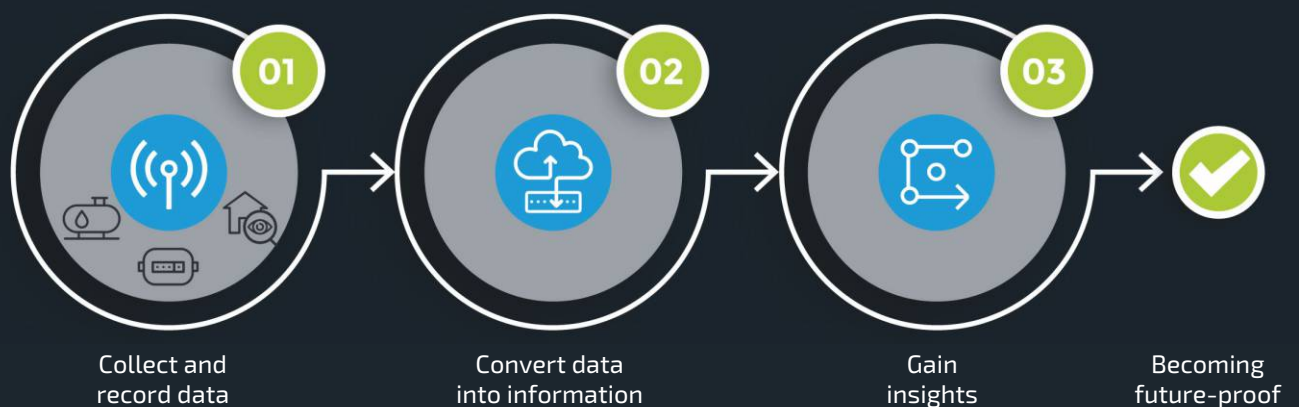 01
02
03
Collect and
record data
Convert data
into information
Gain
insights
Becoming
future-proof